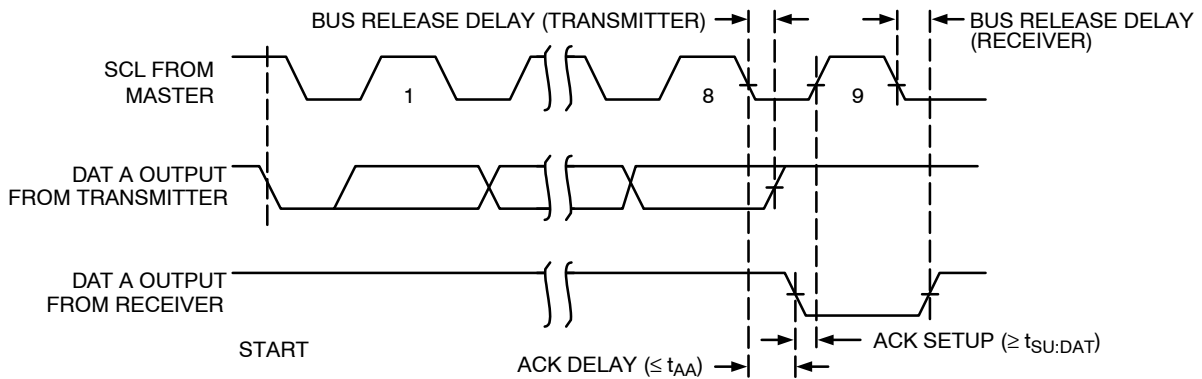 BUS RELEASE DELAY (TRANSMITTER)
BUS RELEASE DELAY
(RECEIVER)
SCL FROM
MASTER
1
8
9
DAT A OUTPUT
FROM TRANSMITTER
DAT A OUTPUT
FROM RECEIVER
START
ACK SETUP (≥ tSU:DAT)
ACK DELAY (≤ tAA)